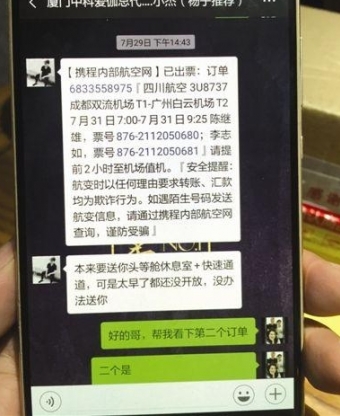 厦门中科爱伽总代....小杰(杨子推荐)
7月29日 下午14:43
【携程内部航空网】已出票：订单
6833558975『四川航空 3U8737
成都双流机场 T1-广州白云机场 T2
7月31日7:00-7月31日9:25 陈继
雄，票号 876-2112050680；李志
如，票号 876-2112050681』请提
前2小时至机场值机。『安全提醒：
航变时以任何理由要求转账、汇款
均为欺诈行为。如遇陌生号码发送
航变信息，请通过携程内部航空网
查询，谨防受骗』
本来要送你头等舱休息室+快速通
道，可是太早了都还没开放，没办
法送你
好的哥，帮我看下第二个订单
二个是